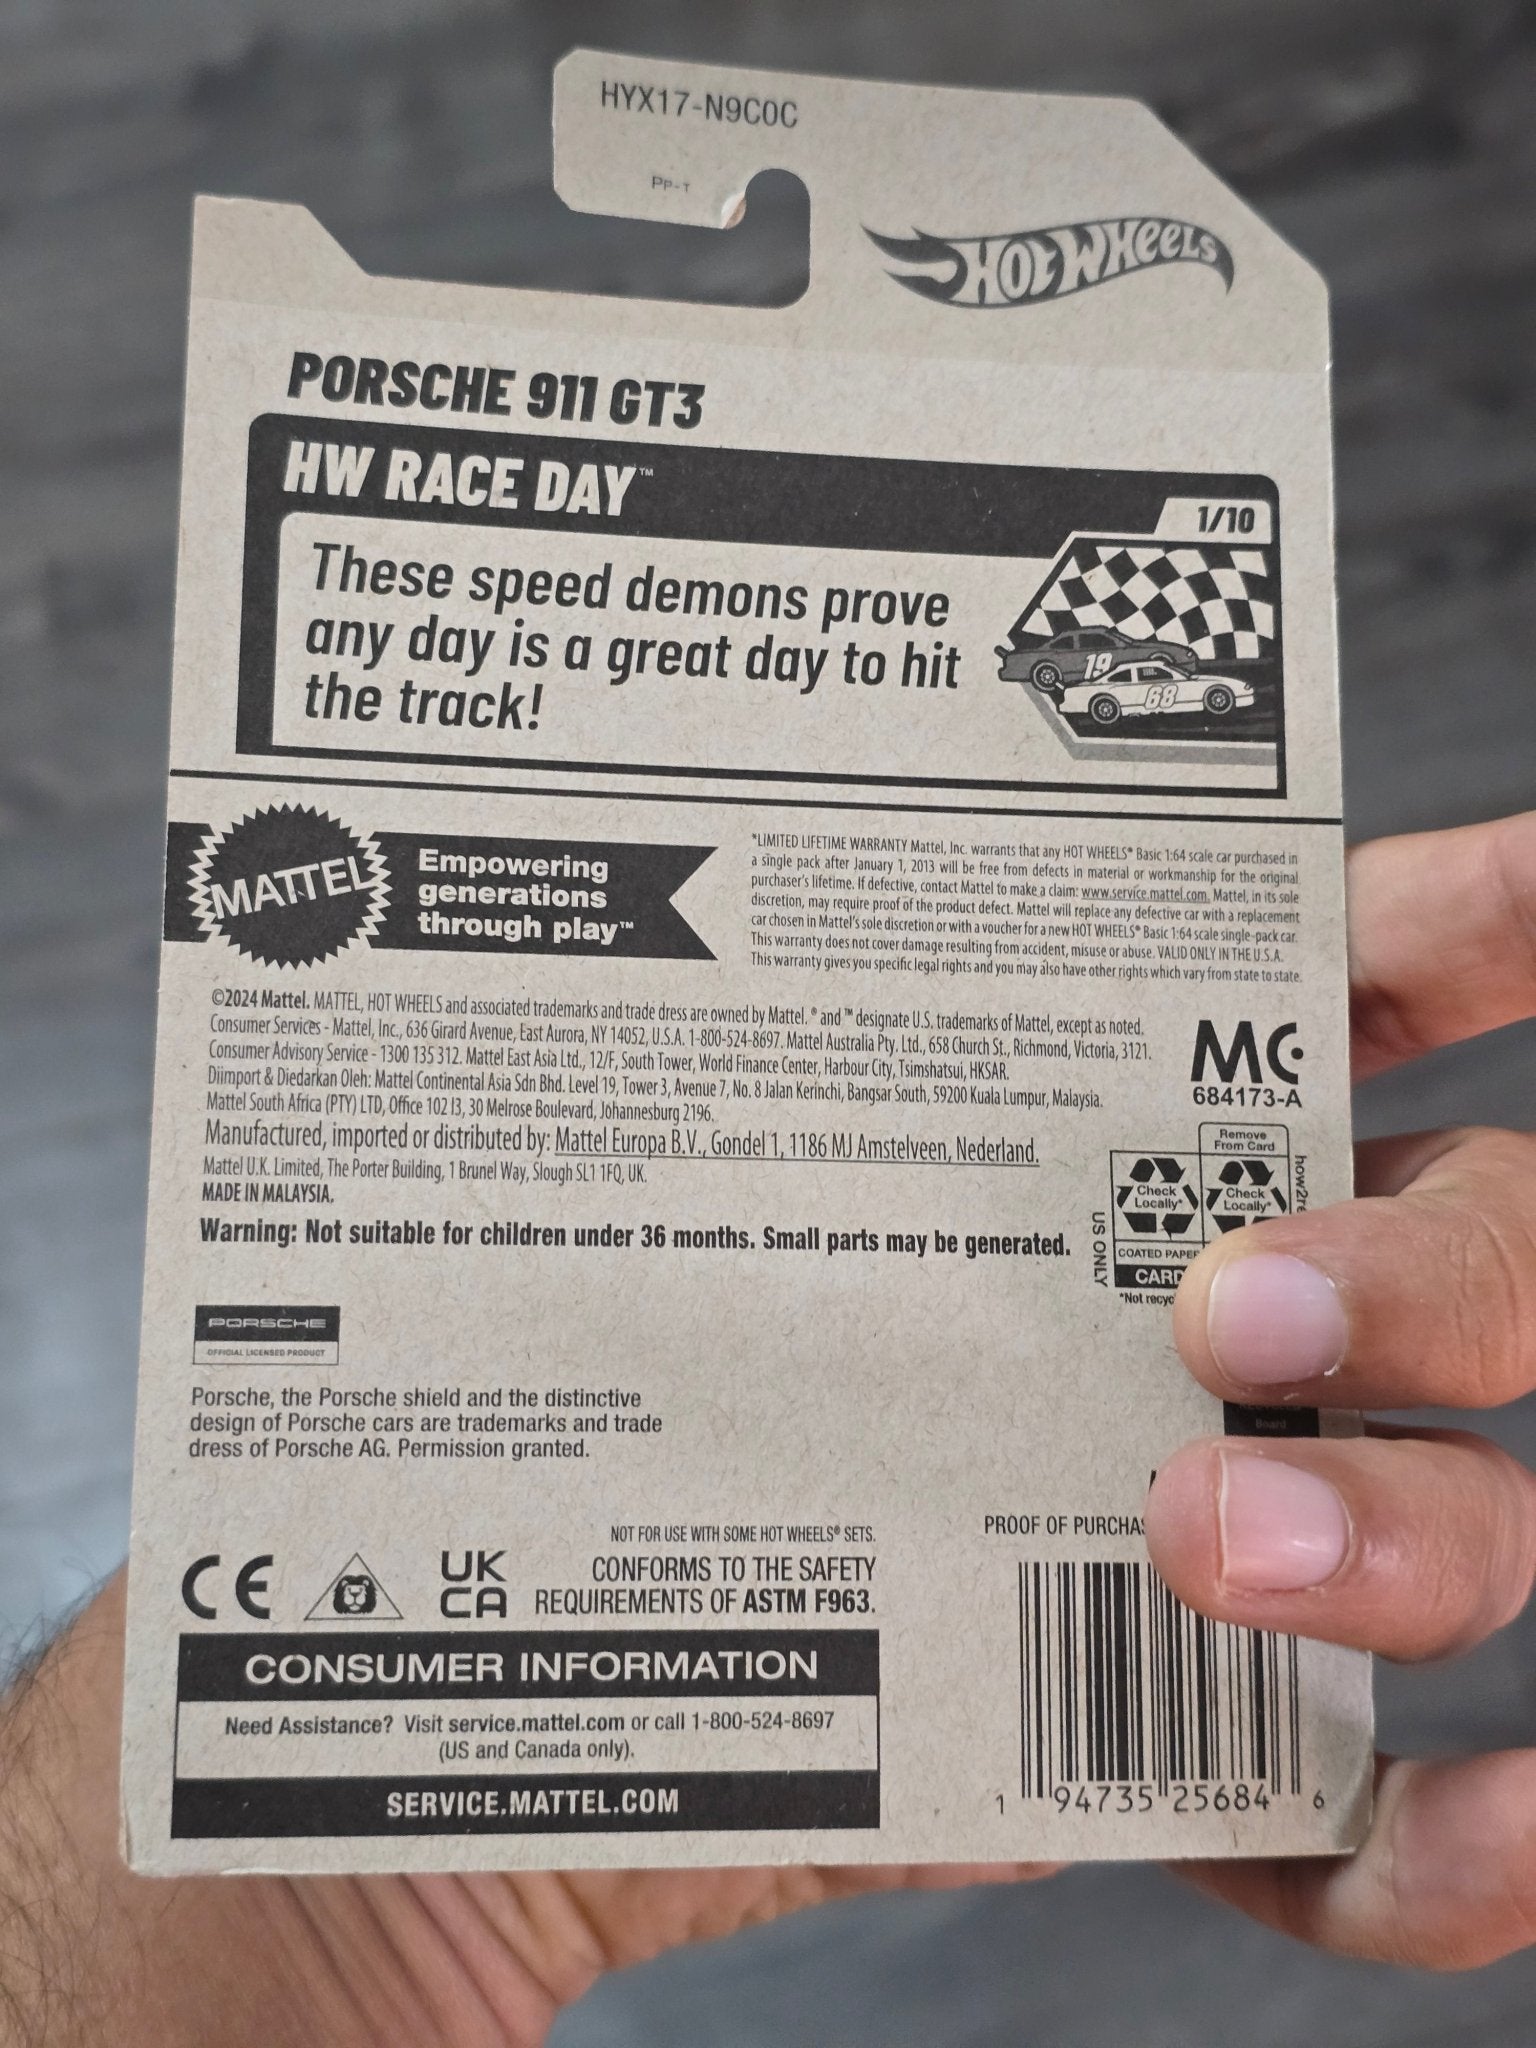 HYX17-N9C0C
PP-T
HOT WHEELS
PORSCHE 911 GT3
HW RACE DAY™
1/10
These speed demons prove
any day is a great day to hit
the track!
19
68
MATTEL
Empowering
generations
through play™
*LIMITED LIFETIME WARRANTY Mattel, Inc. warrants that any HOT WHEELS® Basic 1:64 scale car purchased in
a single pack after January 1, 2013 will be free from defects in material or workmanship for the original
purchaser's lifetime. If defective, contact Mattel to make a claim: www.service.mattel.com. Mattel, in its sole
discretion, may require proof of the product defect. Mattel will replace any defective car with a replacement
car chosen in Mattel's sole discretion or with a voucher for a new HOT WHEELS® Basic 1:64 scale single-pack car.
This warranty does not cover damage resulting from accident, misuse or abuse. VALID ONLY IN THE U.S.A.
This warranty gives you specific legal rights and you may also have other rights which vary from state to state.
©2024 Mattel. MATTEL, HOT WHEELS and associated trademarks and trade dress are owned by Mattel. ® and ™ designate U.S. trademarks of Mattel, except as noted.
Consumer Services - Mattel, Inc., 636 Girard Avenue, East Aurora, NY 14052, U.S.A. 1-800-524-8697. Mattel Australia Pty. Ltd., 658 Church St., Richmond, Victoria, 3121.
Consumer Advisory Service - 1300 135 312. Mattel East Asia Ltd., 12/F, South Tower, World Finance Center, Harbour City, Tsimshatsui, HKSAR.
Diimport & Diedarkan Oleh: Mattel Continental Asia Sdn Bhd. Level 19, Tower 3, Avenue 7, No. 8 Jalan Kerinchi, Bangsar South, 59200 Kuala Lumpur, Malaysia.
Mattel South Africa (PTY) LTD, Office 102 I3, 30 Melrose Boulevard, Johannesburg 2196.
Manufactured, imported or distributed by: Mattel Europa B.V., Gondel 1, 1186 MJ Amstelveen, Nederland.
Mattel U.K. Limited, The Porter Building, 1 Brunel Way, Slough SL1 1FQ, UK.
MADE IN MALAYSIA.
Warning: Not suitable for children under 36 months. Small parts may be generated.
MC
684173-A
Remove
From Card
Check
Locally*
Check
Locally*
how2re
US ONLY
COATED PAPER
CARD
*Not recyc
Board
PORSCHE
OFFICIAL LICENSED PRODUCT
Porsche, the Porsche shield and the distinctive
design of Porsche cars are trademarks and trade
dress of Porsche AG. Permission granted.
NOT FOR USE WITH SOME HOT WHEELS® SETS.
CE
UK
CA
CONFORMS TO THE SAFETY
REQUIREMENTS OF ASTM F963.
CONSUMER INFORMATION
Need Assistance? Visit service.mattel.com or call 1-800-524-8697
(US and Canada only).
SERVICE.MATTEL.COM
PROOF OF PURCHAS
1 94735 25684 6